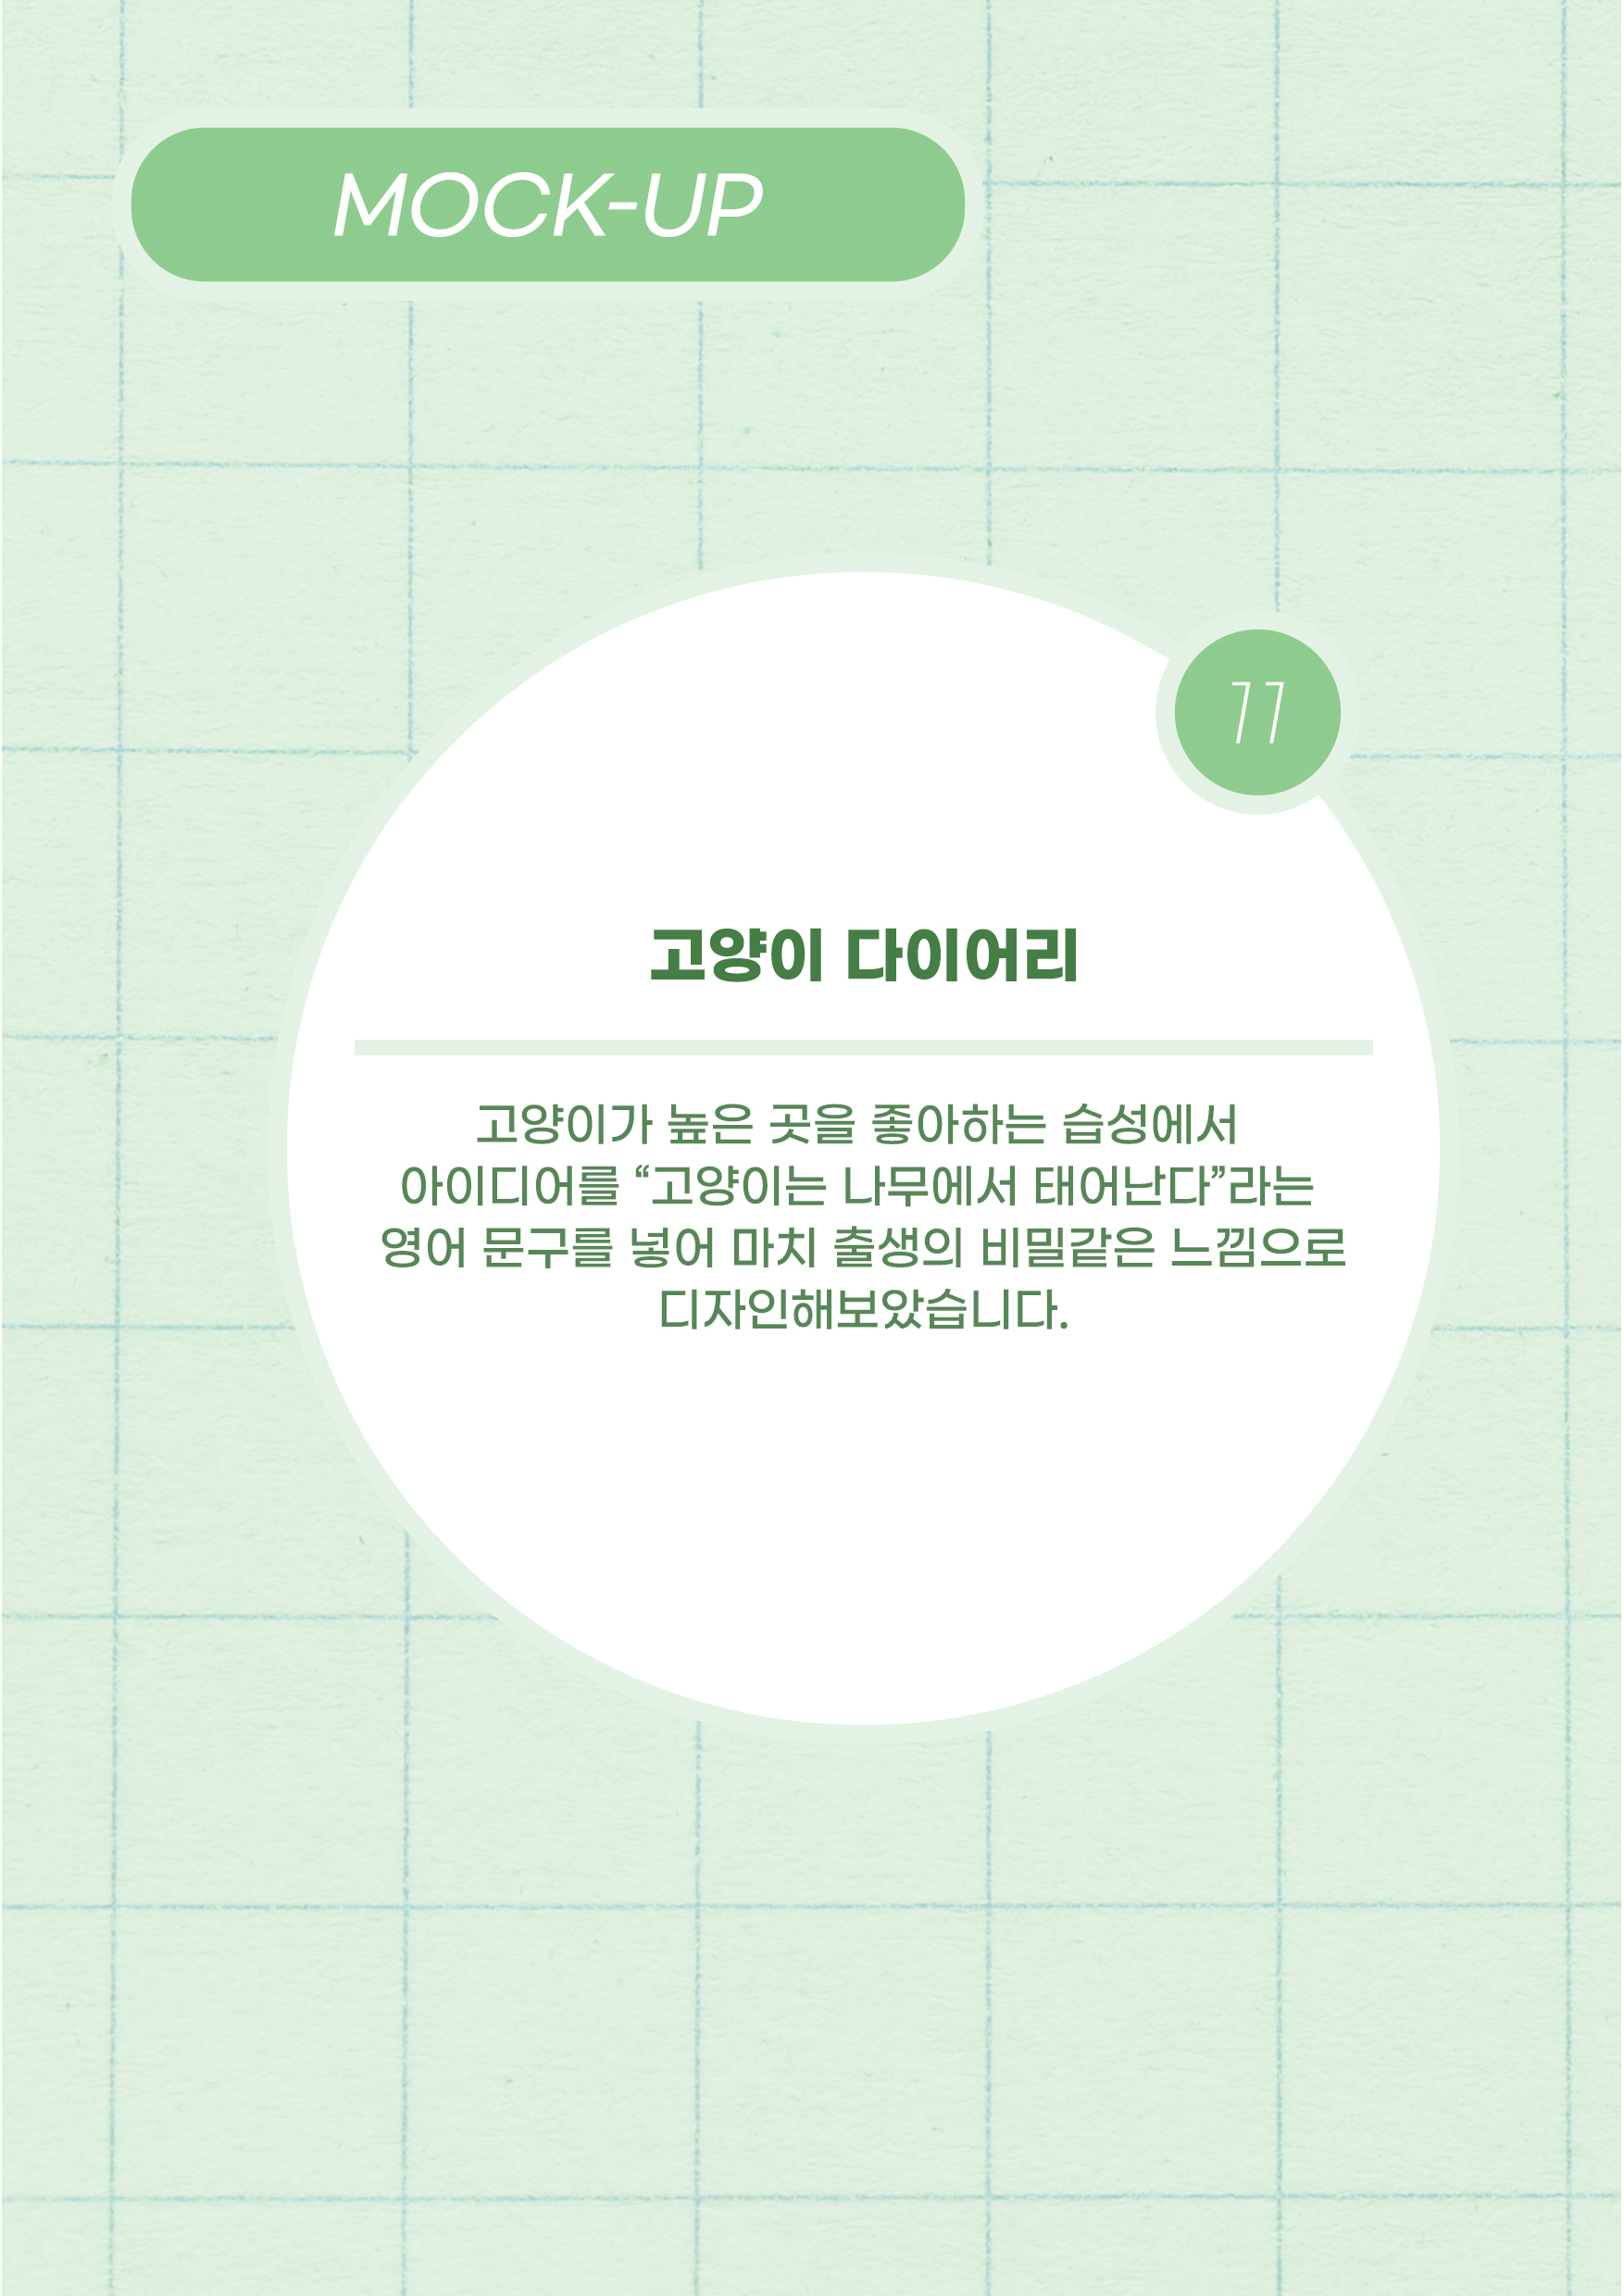 MOCK-UP
11
고양이 다이어리
고양이가 높은 곳을 좋아하는 습성에서
아이디어를 “고양이는 나무에서 태어난다”라는
영어 문구를 넣어 마치 출생의 비밀같은 느낌으로
디자인해보았습니다.